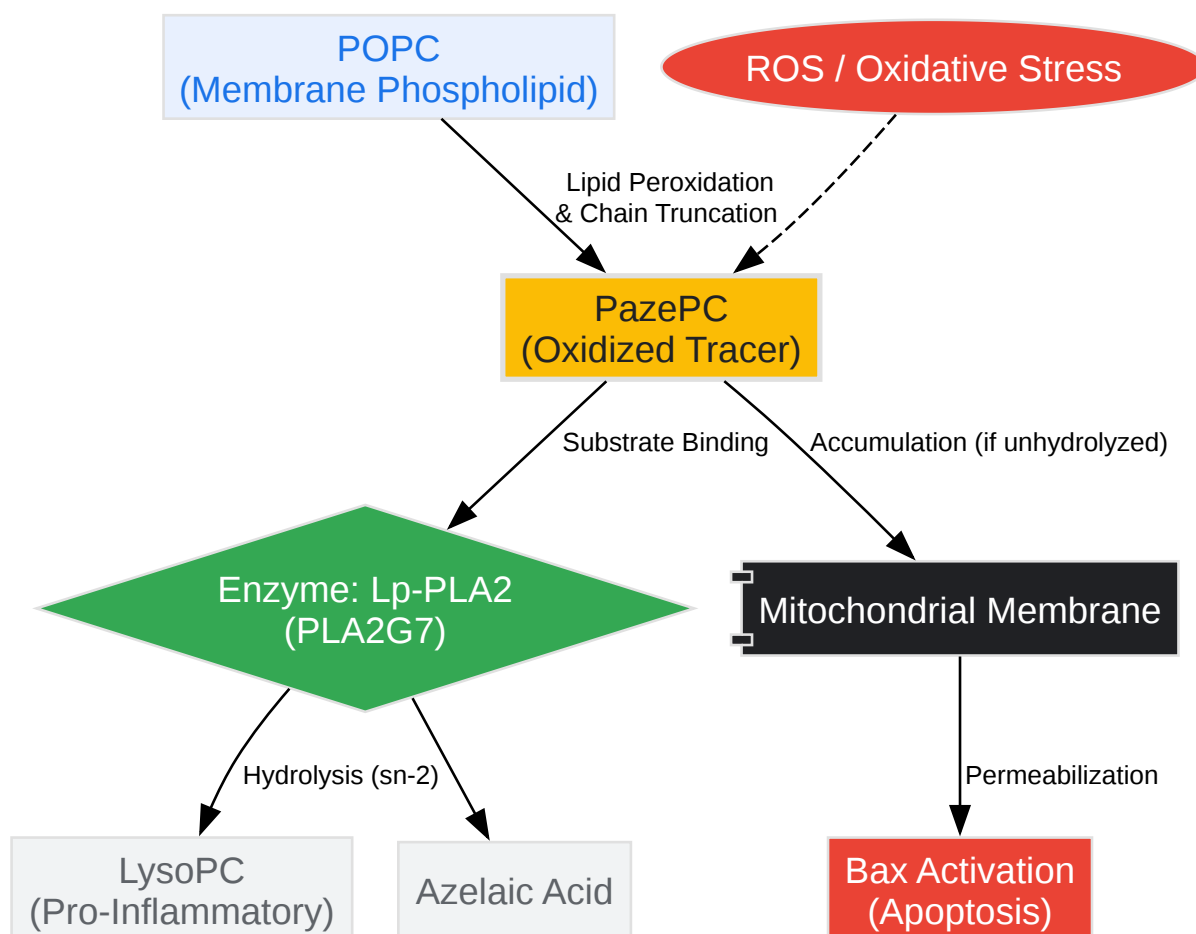 POPC
(Membrane Phospholipid)
ROS / Oxidative Stress
Lipid Peroxidation
& Chain Truncation
PazePC
(Oxidized Tracer)
Substrate Binding
Accumulation (if unhydrolyzed)
Enzyme: Lp-PLA2
(PLA2G7)
Mitochondrial Membrane
Hydrolysis (sn-2)
Permeabilization
LysoPC
(Pro-Inflammatory)
Azelaic Acid
Bax Activation
(Apoptosis)